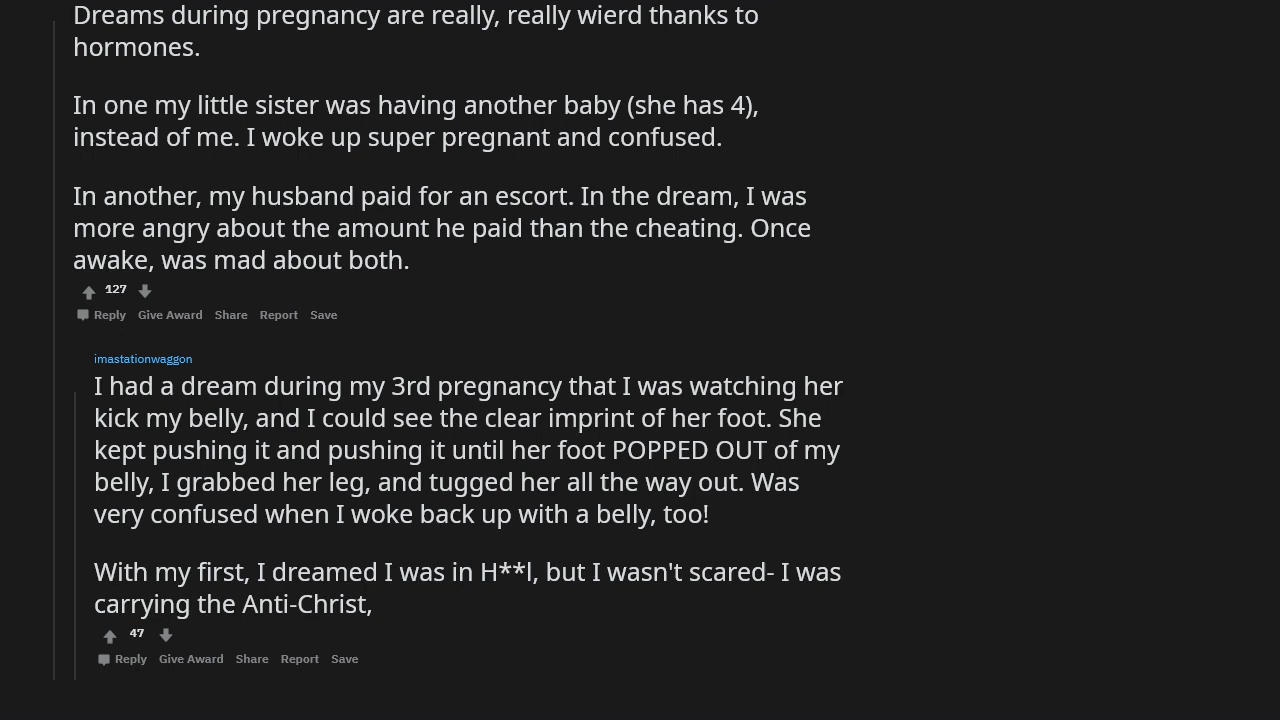 Dreams during pregnancy are really, really wierd thanks to
hormones.
In one my little sister was having another baby (she has 4),
instead of me. I woke up super pregnant and confused.
In another, my husband paid for an escort. In the dream, I was
more angry about the amount he paid than the cheating. Once
awake, was mad about both.
127
Reply Give Award Share Report Save
imastationwaggon
I had a dream during my 3rd pregnancy that I was watching her
kick my belly, and I could see the clear imprint of her foot. She
kept pushing it and pushing it until her foot POPPED OUT of my
belly, I grabbed her leg, and tugged her all the way out. Was
very confused when I woke back up with a belly, too!
With my first, I dreamed I was in H**l, but I wasn't scared- I was
carrying the Anti-Christ,
47
Reply Give Award Share Report Save